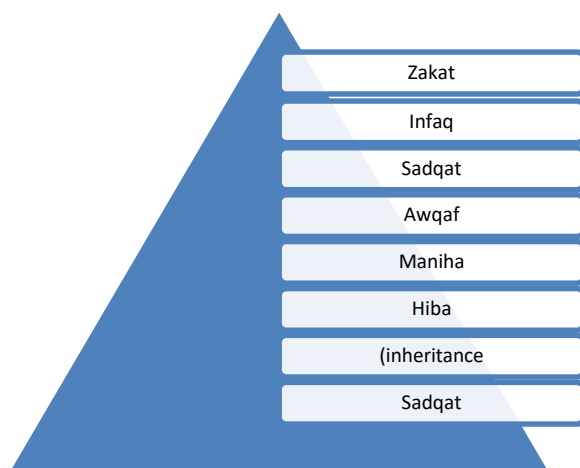 Zakat
Infaq
Sadqat
Awqaf
Maniha
Hiba
(inheritance
Sadqat